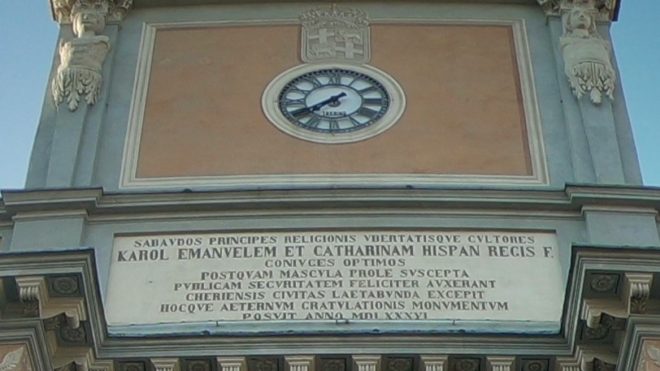 SABAVDOS PRINCIPES RELIGIONIS VBERTATISQVE CVLTORES
KAROL EMANVELEM ET CATHARINAM HISPAN REGIS F.
CONIVGES OPTIMOS
POSTQVAM MASCVLA PROLE SVSCEPTA
PVBLICAM SECVRITATEM FELICITER AVXERANT
CHERIENSIS CIVITAS LAETABVNDA EXCEPIT
HOCQVE AETERNVM GRATVLATIONIS MONVMENTVM
POSVIT ANNO MDLXXXVI